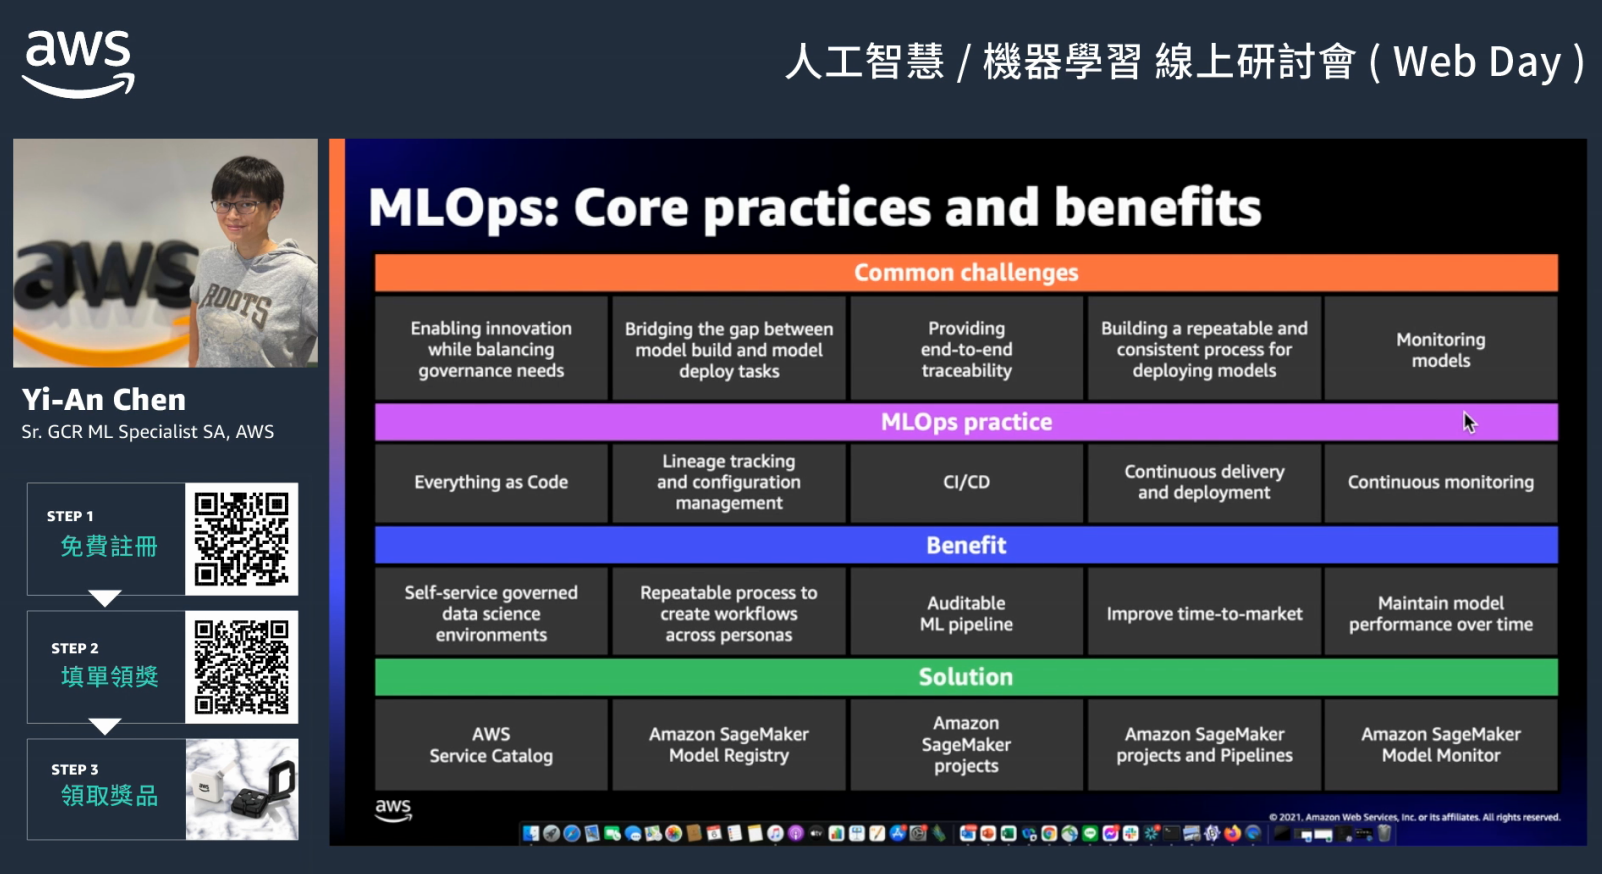 aws
人工智慧 / 機器學習 線上研討會 ( Web Day )
aws
ROOTS
Yi-An Chen
Sr. GCR ML Specialist SA, AWS
STEP 1
免費註冊
STEP 2
填單領獎
STEP 3
領取獎品
aws
MLOps: Core practices and benefits
Common challenges
Enabling innovation
while balancing
governance needs
Bridging the gap between
model build and model
deploy tasks
Providing
end-to-end
traceability
Building a repeatable and
consistent process for
deploying models
Monitoring
models
MLOps practice
Everything as Code
Lineage tracking
and configuration
management
CI/CD
Continuous delivery
and deployment
Continuous monitoring
Benefit
Self-service governed
data science
environments
Repeatable process to
create workflows
across personas
Auditable
ML pipeline
Improve time-to-market
Maintain model
performance over time
Solution
AWS
Service Catalog
Amazon SageMaker
Model Registry
Amazon
SageMaker
projects
Amazon SageMaker
projects and Pipelines
Amazon SageMaker
Model Monitor
aws
© 2021, Amazon Web Services, Inc. or its affiliates. All rights reserved.